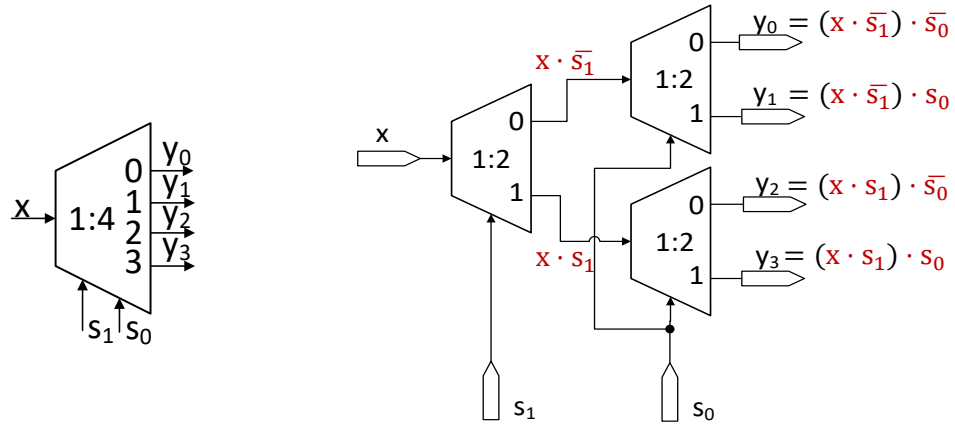 x
1:4
0
1
2
3
y₀
y₁
y₂
y₃
s₁
s₀
x
1:2
0
1
x · s̅₁
x · s₁
s₁
1:2
0
1
y₀ = (x · s̅₁) · s̅₀
y₁ = (x · s̅₁) · s₀
1:2
0
1
y₂ = (x · s₁) · s̅₀
y₃ = (x · s₁) · s₀
s₀